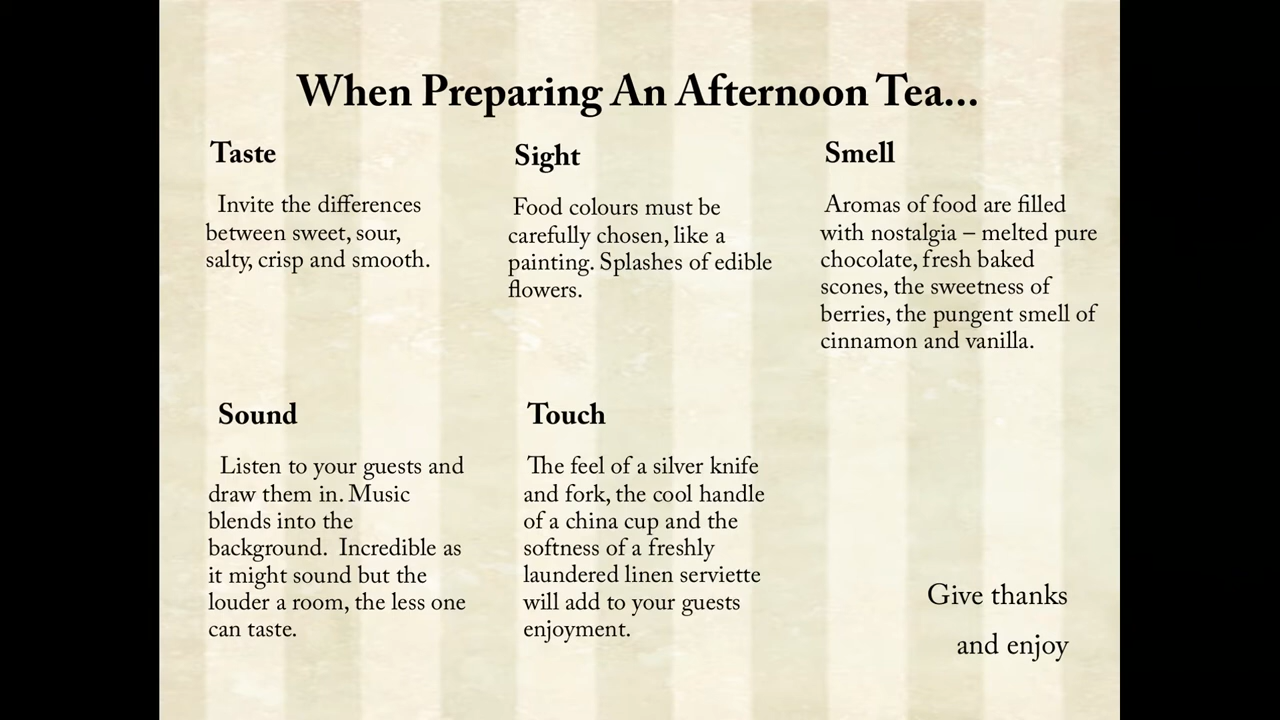 When Preparing An Afternoon Tea...
Taste
Invite the differences
between sweet, sour,
salty, crisp and smooth.
Sight
Food colours must be
carefully chosen, like a
painting. Splashes of edible
flowers.
Smell
Aromas of food are filled
with nostalgia – melted pure
chocolate, fresh baked
scones, the sweetness of
berries, the pungent smell of
cinnamon and vanilla.
Sound
Listen to your guests and
draw them in. Music
blends into the
background.  Incredible as
it might sound but the
louder a room, the less one
can taste.
Touch
The feel of a silver knife
and fork, the cool handle
of a china cup and the
softness of a freshly
laundered linen serviette
will add to your guests
enjoyment.
Give thanks
and enjoy